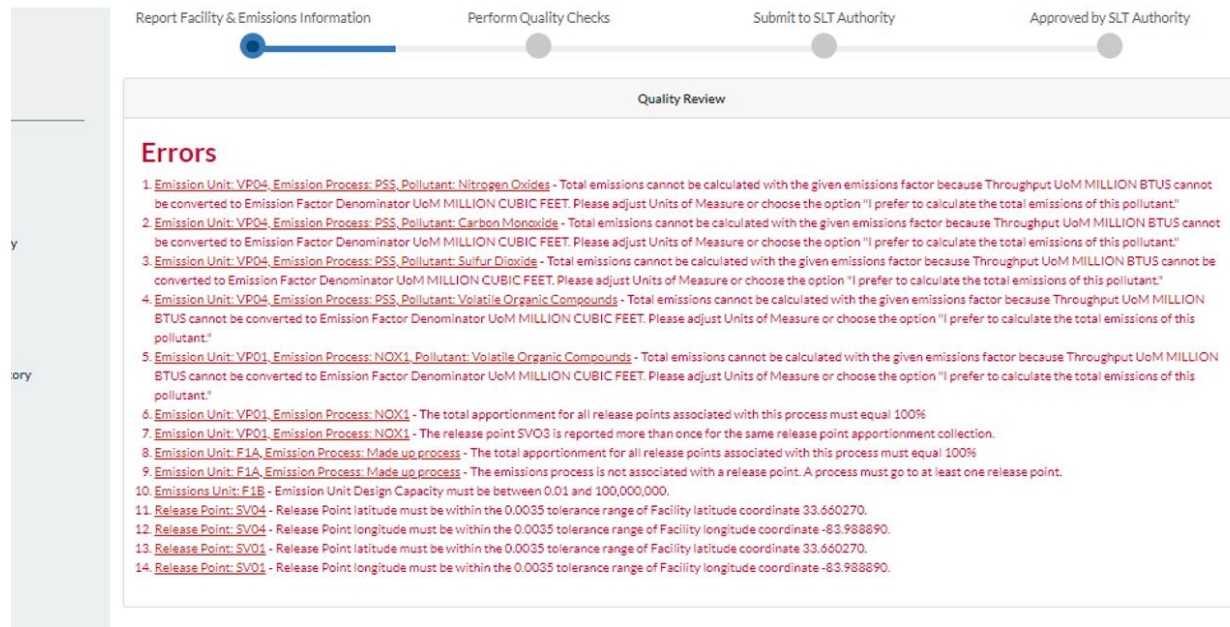 Report Facility & Emissions Information
Perform Quality Checks
Submit to SLT Authority
Approved by SLT Authority
Quality Review
Errors
1. Emission Unit: VP04, Emission Process: PSS, Pollutant: Nitrogen Oxides - Total emissions cannot be calculated with the given emissions factor because Throughput UoM MILLION BTUS cannot
be converted to Emission Factor Denominator UoM MILLION CUBIC FEET. Please adjust Units of Measure or choose the option "I prefer to calculate the total emissions of this pollutant."
2. Emission Unit: VP04, Emission Process: PSS, Pollutant: Carbon Monoxide - Total emissions cannot be calculated with the given emissions factor because Throughput UoM MILLION BTUS cannot
be converted to Emission Factor Denominator UoM MILLION CUBIC FEET. Please adjust Units of Measure or choose the option "I prefer to calculate the total emissions of this pollutant."
3. Emission Unit: VP04, Emission Process: PSS, Pollutant: Sulfur Dioxide - Total emissions cannot be calculated with the given emissions factor because Throughput UoM MILLION BTUS cannot be
converted to Emission Factor Denominator UoM MILLION CUBIC FEET. Please adjust Units of Measure or choose the option "I prefer to calculate the total emissions of this pollutant."
4. Emission Unit: VP04, Emission Process: PSS, Pollutant: Volatile Organic Compounds - Total emissions cannot be calculated with the given emissions factor because Throughput UoM MILLION
BTUS cannot be converted to Emission Factor Denominator UoM MILLION CUBIC FEET. Please adjust Units of Measure or choose the option "I prefer to calculate the total emissions of this
pollutant."
y
5. Emission Unit: VP01, Emission Process: NOX1, Pollutant: Volatile Organic Compounds - Total emissions cannot be calculated with the given emissions factor because Throughput UoM MILLION
BTUS cannot be converted to Emission Factor Denominator UoM MILLION CUBIC FEET. Please adjust Units of Measure or choose the option "I prefer to calculate the total emissions of this
pollutant."
ory
6. Emission Unit: VP01, Emission Process: NOX1 - The total apportionment for all release points associated with this process must equal 100%
7. Emission Unit: VP01, Emission Process: NOX1 - The release point SVO3 is reported more than once for the same release point apportionment collection.
8. Emission Unit: F1A, Emission Process: Made up process - The total apportionment for all release points associated with this process must equal 100%
9. Emission Unit: F1A, Emission Process: Made up process - The emissions process is not associated with a release point. A process must go to at least one release point.
10. Emissions Unit: F1B - Emission Unit Design Capacity must be between 0.01 and 100,000,000.
11. Release Point: SV04 - Release Point latitude must be within the 0.0035 tolerance range of Facility latitude coordinate 33.660270.
12. Release Point: SV04 - Release Point longitude must be within the 0.0035 tolerance range of Facility longitude coordinate -83.988890.
13. Release Point: SV01 - Release Point latitude must be within the 0.0035 tolerance range of Facility latitude coordinate 33.660270.
14. Release Point: SV01 - Release Point longitude must be within the 0.0035 tolerance range of Facility longitude coordinate -83.988890.